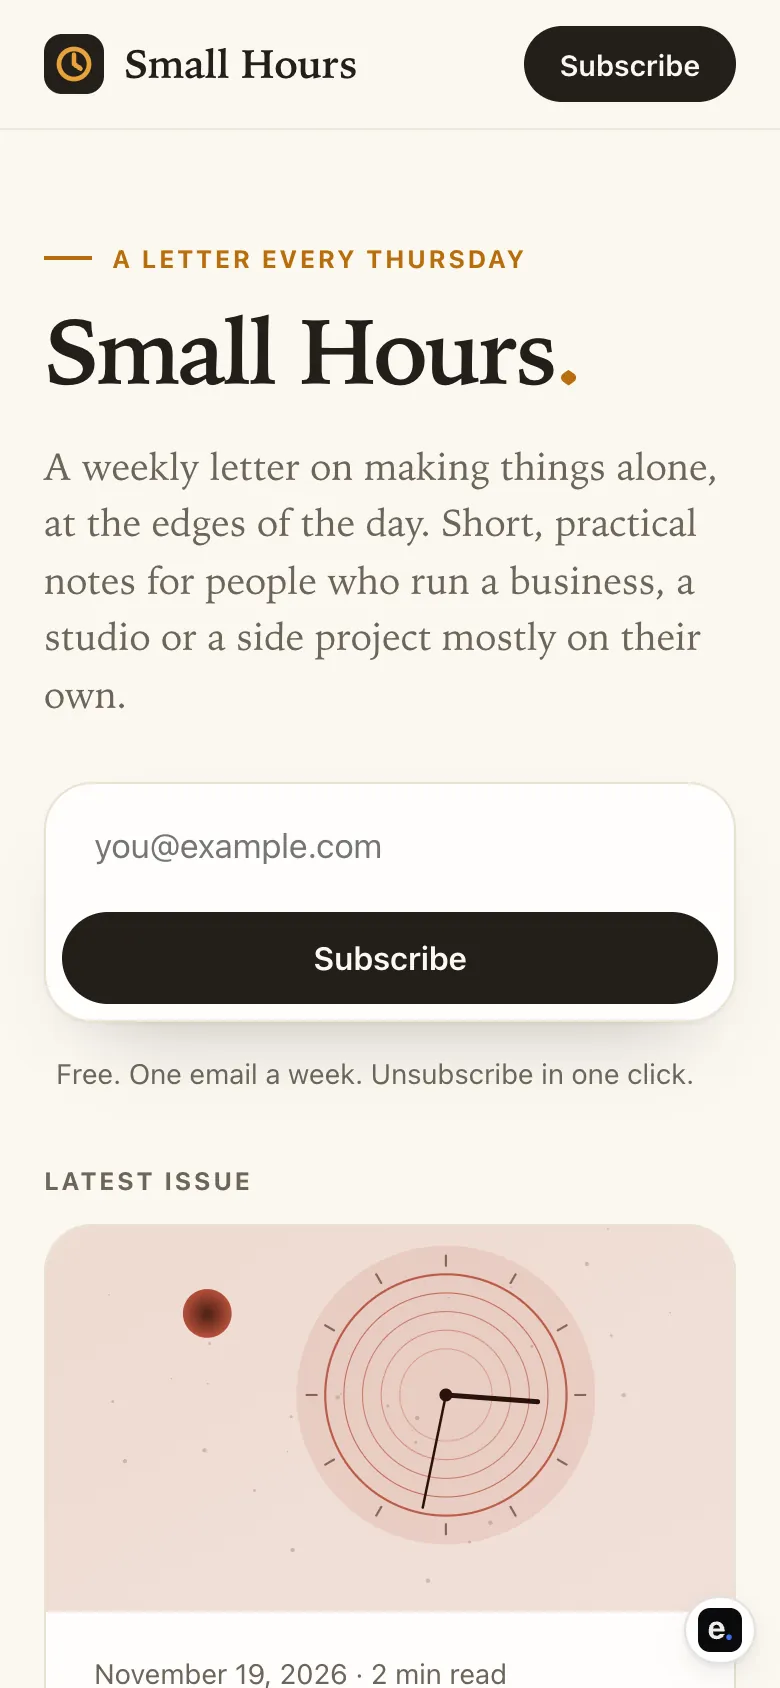 Small Hours
Subscribe
A LETTER EVERY THURSDAY
Small Hours.
A weekly letter on making things alone,
at the edges of the day. Short, practical
notes for people who run a business, a
studio or a side project mostly on their
own.
you@example.com
Subscribe
Free. One email a week. Unsubscribe in one click.
LATEST ISSUE
e.
November 19, 2026 · 2 min read